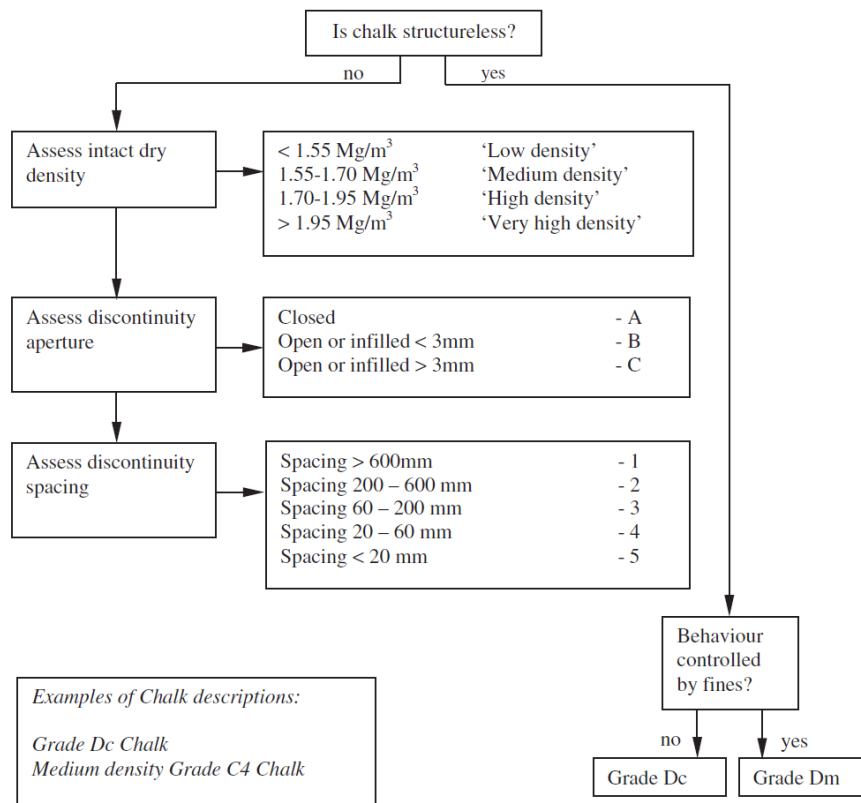 Is chalk structureless?
no
yes
Assess intact dry
density
< 1.55 Mg/m³ ‘Low density’
1.55-1.70 Mg/m³ ‘Medium density’
1.70-1.95 Mg/m³ ‘High density’
> 1.95 Mg/m³ ‘Very high density’
Assess discontinuity
aperture
Closed - A
Open or infilled < 3mm - B
Open or infilled > 3mm - C
Assess discontinuity
spacing
Spacing > 600mm - 1
Spacing 200 – 600 mm - 2
Spacing 60 – 200 mm - 3
Spacing 20 – 60 mm - 4
Spacing < 20 mm - 5
Behaviour
controlled
by fines?
no
yes
Grade Dc
Grade Dm
Examples of Chalk descriptions:
Grade Dc Chalk
Medium density Grade C4 Chalk